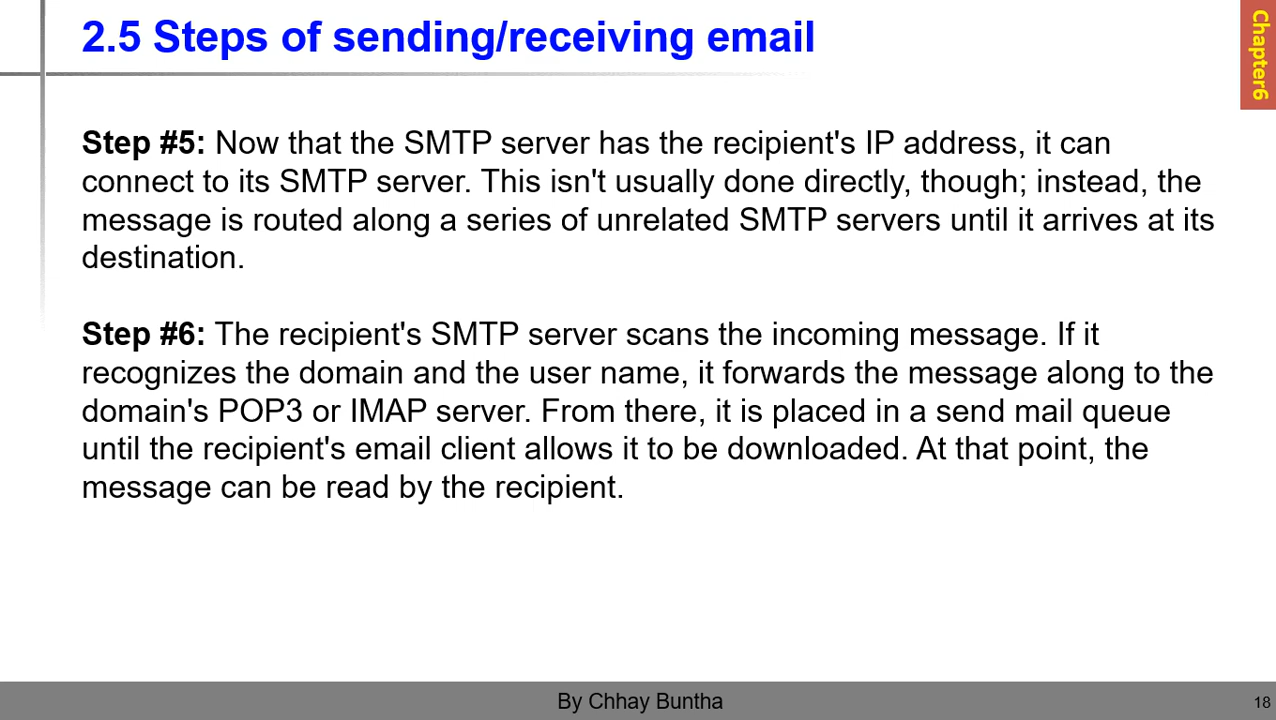 2.5 Steps of sending/receiving email
Chapter6
Step #5: Now that the SMTP server has the recipient's IP address, it can
connect to its SMTP server. This isn't usually done directly, though; instead, the
message is routed along a series of unrelated SMTP servers until it arrives at its
destination.
Step #6: The recipient's SMTP server scans the incoming message. If it
recognizes the domain and the user name, it forwards the message along to the
domain's POP3 or IMAP server. From there, it is placed in a send mail queue
until the recipient's email client allows it to be downloaded. At that point, the
message can be read by the recipient.
By Chhay Buntha
18